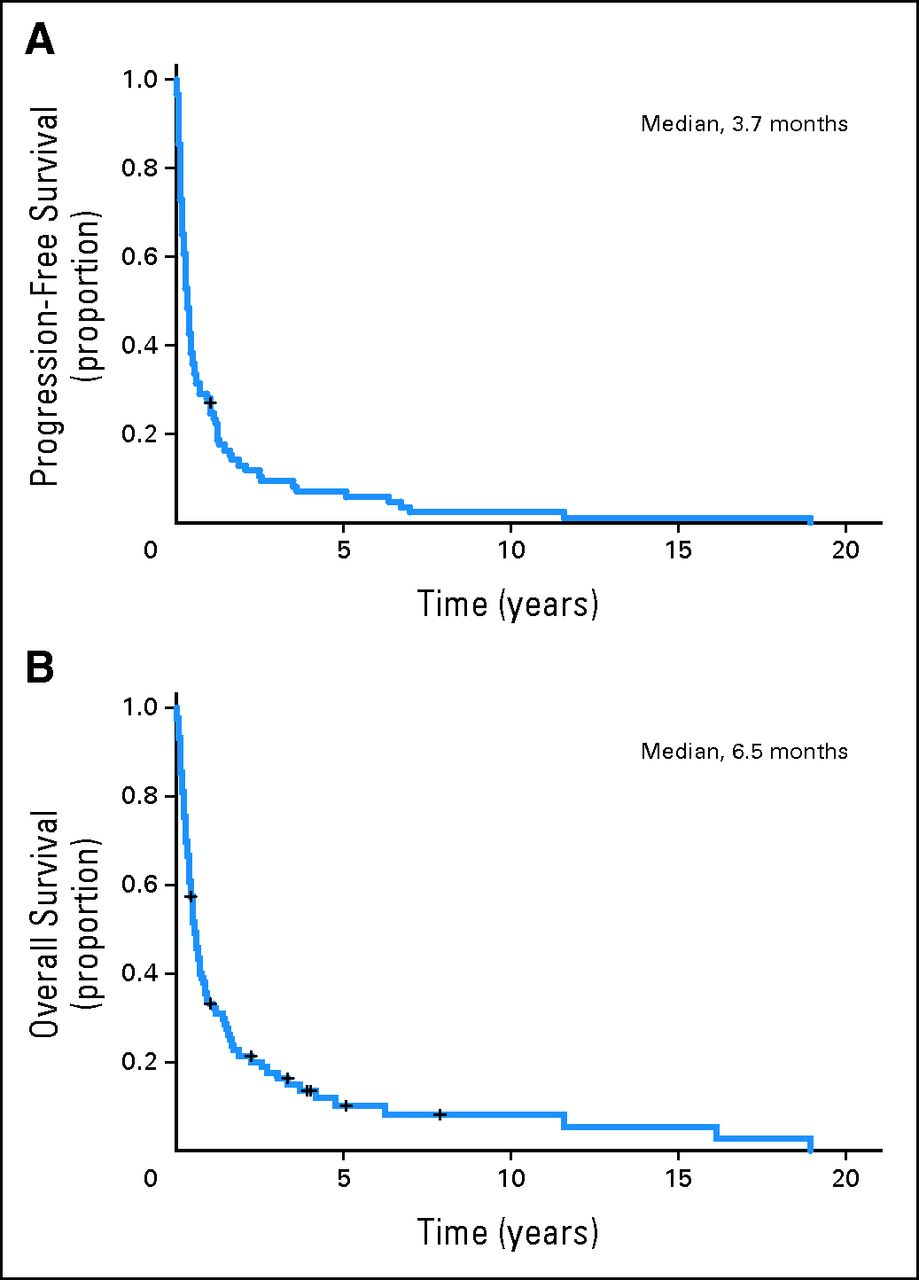 A
Progression-Free Survival
(proportion)
1.0
0.8
0.6
0.4
0.2
Median, 3.7 months
0
5
10
15
20
Time (years)
B
Overall Survival
(proportion)
1.0
0.8
0.6
0.4
0.2
Median, 6.5 months
0
5
10
15
20
Time (years)